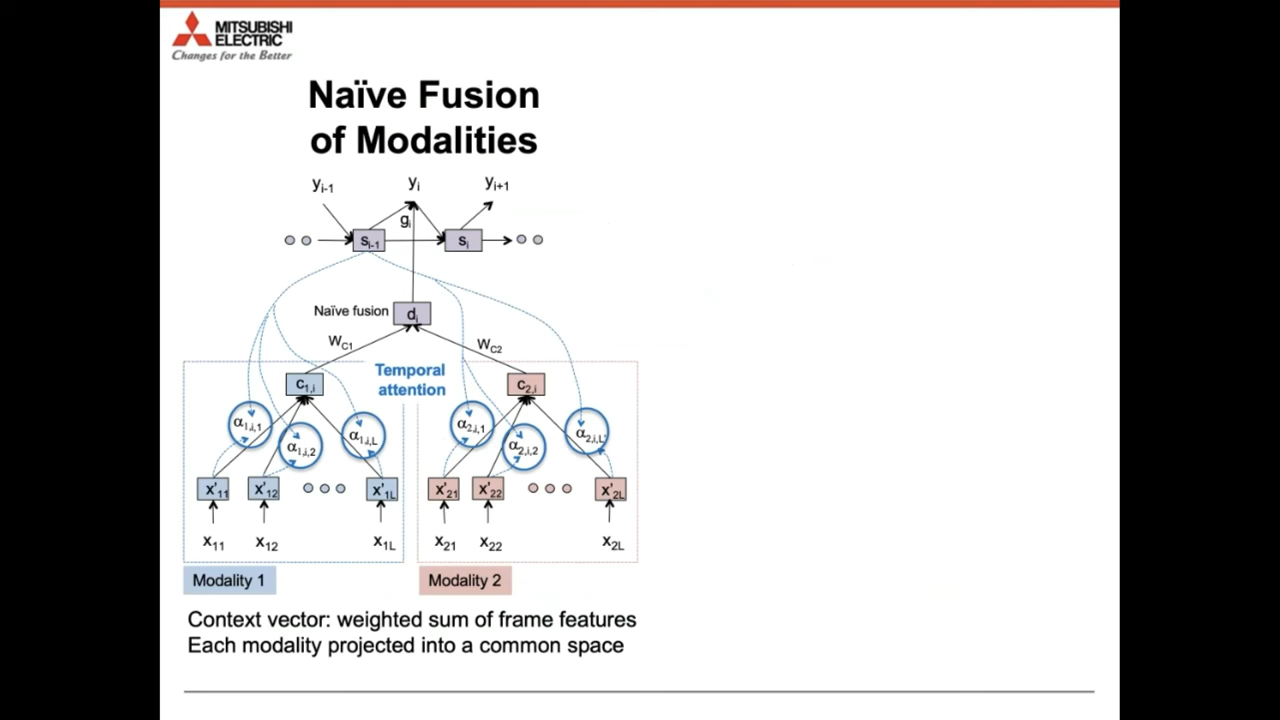 MITSUBISHI
ELECTRIC
Changes for the Better
Naïve Fusion
of Modalities
yi-1 yi yi+1
gi
si-1 si
Naïve fusion di
WC1 WC2
Temporal
attention
c1,i c2,i
α1,i,1 α1,i,2 α1,i,L α2,i,1 α2,i,2 α2,i,L'
x'11 x'12 x'1L x'21 x'22 x'2L
x11 x12 x1L x21 x22 x2L
Modality 1 Modality 2
Context vector: weighted sum of frame features
Each modality projected into a common space